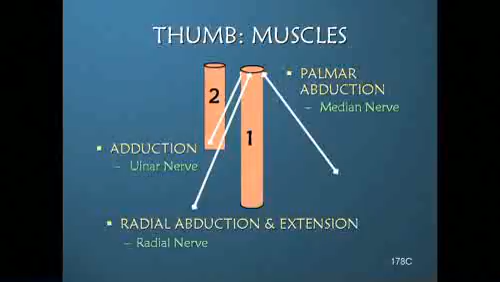 THUMB: MUSCLES
2
1
▪ PALMAR
ABDUCTION
– Median Nerve
▪ ADDUCTION
– Ulnar Nerve
▪ RADIAL ABDUCTION & EXTENSION
– Radial Nerve
178C